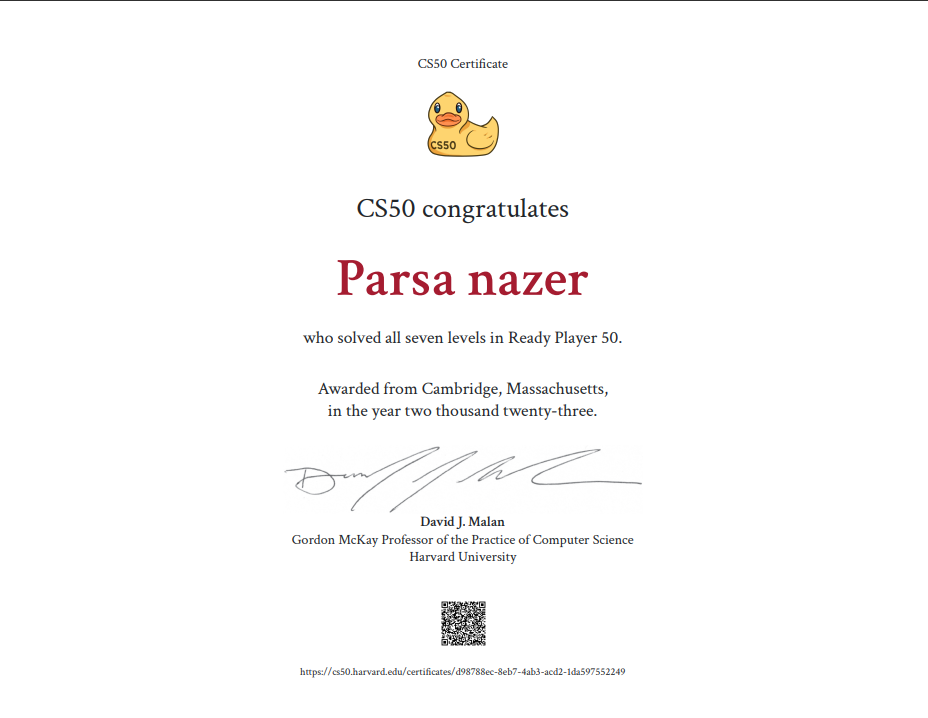 CS50 Certificate
CS50
CS50 congratulates
Parsa nazer
who solved all seven levels in Ready Player 50.
Awarded from Cambridge, Massachusetts,
in the year two thousand twenty-three.
David J. Malan
Gordon McKay Professor of the Practice of Computer Science
Harvard University
https://cs50.harvard.edu/certificates/d98788ec-8eb7-4ab3-acd2-1da597552249